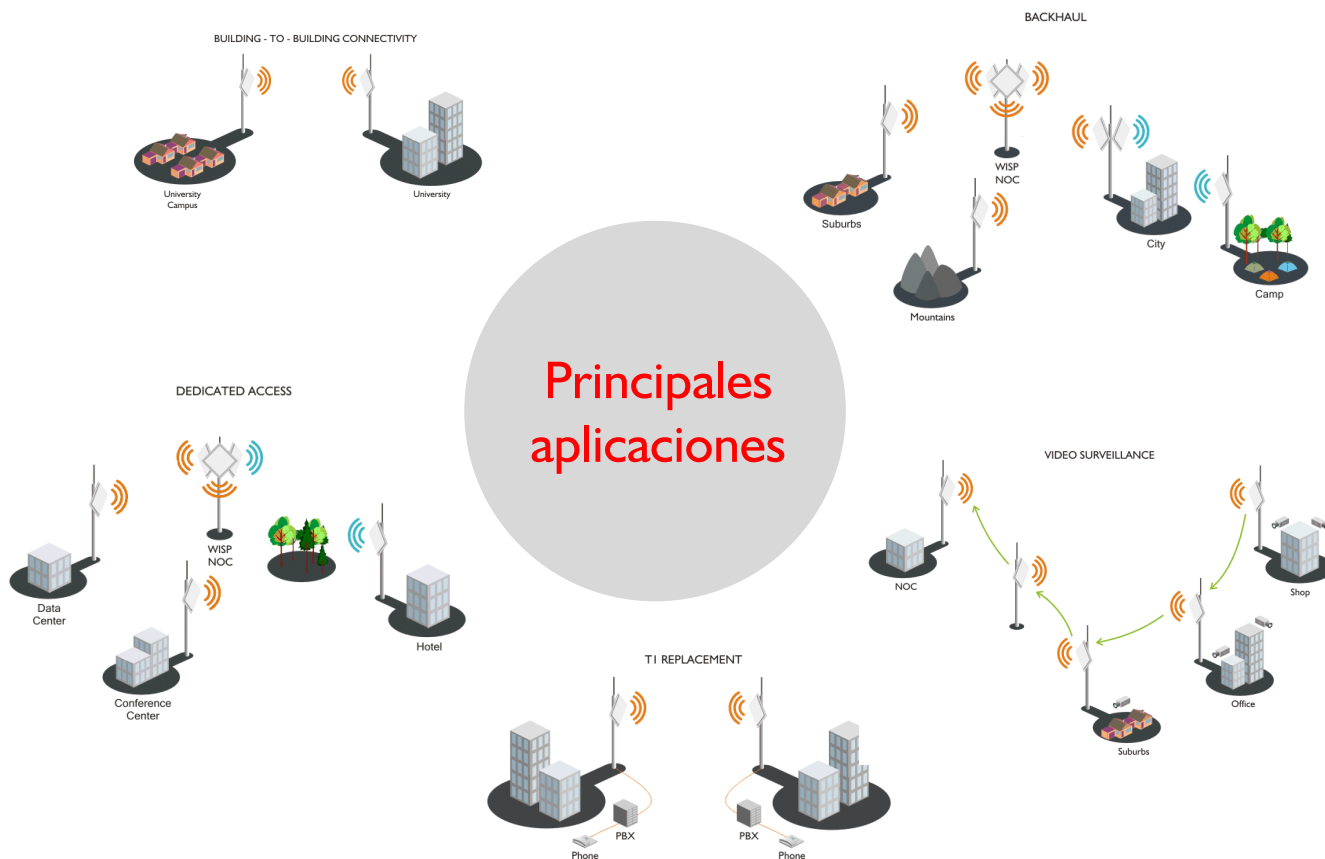 BUILDING - TO - BUILDING CONNECTIVITY
University
Campus
University
BACKHAUL
WISP
NOC
Suburbs
City
Mountains
Camp
Principales
aplicaciones
DEDICATED ACCESS
WISP
NOC
Data
Center
Hotel
Conference
Center
VIDEO SURVEILLANCE
NOC
Shop
Office
Suburbs
T1 REPLACEMENT
PBX
Phone
PBX
Phone